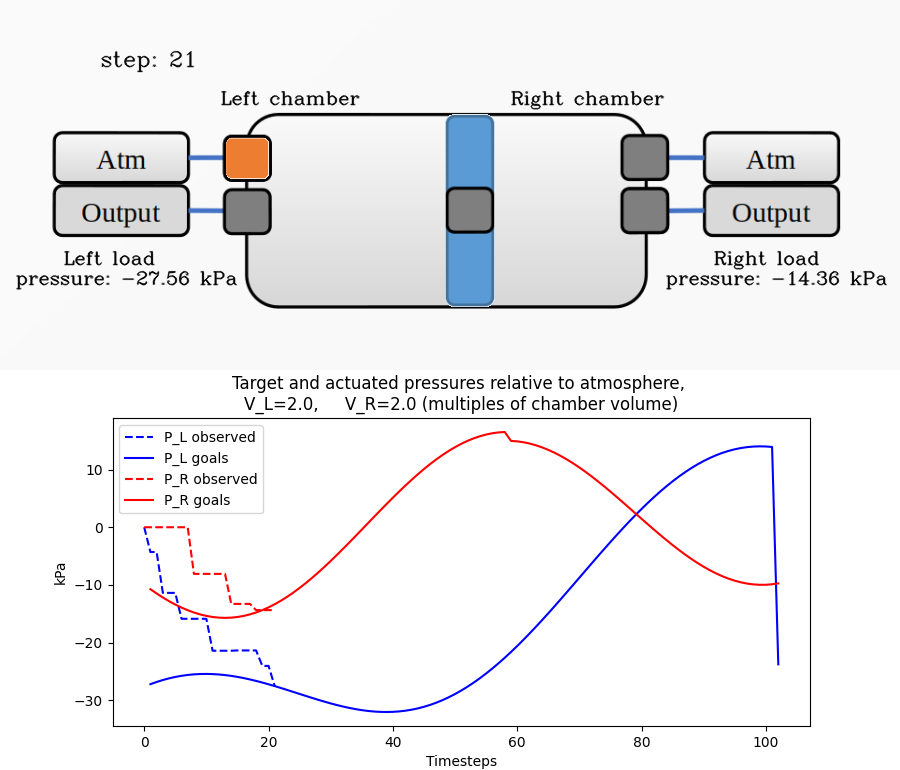 step: 21
Left chamber
Right chamber
Atm
Atm
Output
Output
Left load
pressure: −27.56 kPa
Right load
pressure: −14.36 kPa
Target and actuated pressures relative to atmosphere,
V_L=2.0, V_R=2.0 (multiples of chamber volume)
P_L observed
P_L goals
P_R observed
P_R goals
10
0
−10
−20
−30
kPa
0 20 40 60 80 100
Timesteps